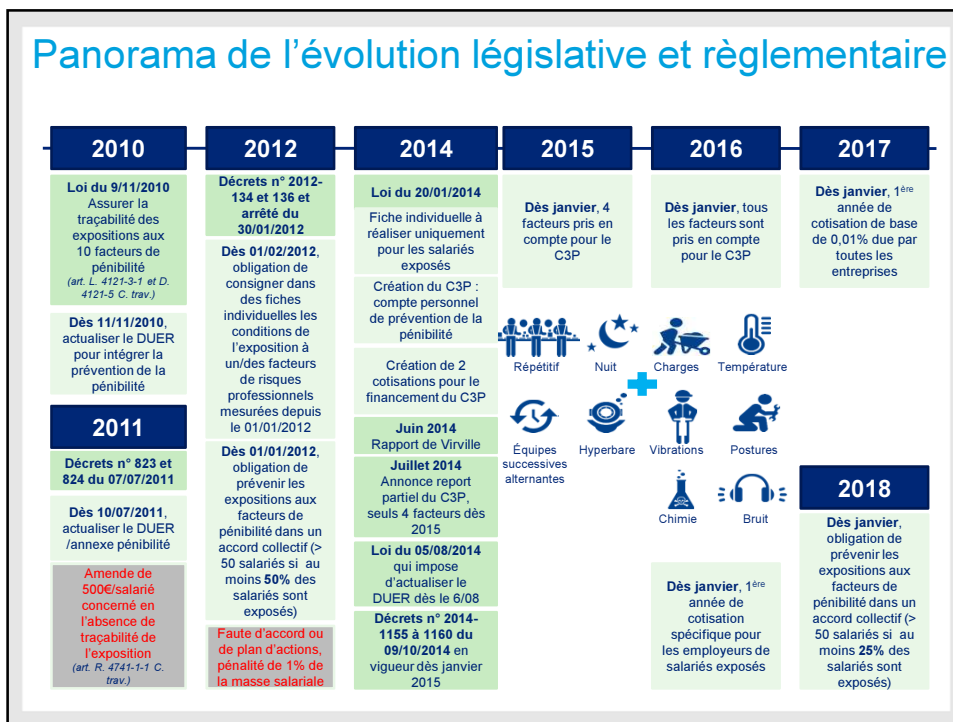 Panorama de l’évolution législative et règlementaire
2010
Loi du 9/11/2010
Assurer la
traçabilité des
expositions aux
10 facteurs de
pénibilité
(art. L. 4121-3-1 et D.
4121-5 C. trav.)
Dès 11/11/2010,
actualiser le DUER
pour intégrer la
prévention de la
pénibilité
2011
Décrets n° 823 et
824 du 07/07/2011
Dès 10/07/2011,
actualiser le DUER
/annexe pénibilité
Amende de
500€/salarié
concerné en
l’absence de
traçabilité de
l’exposition
(art. R. 4741-1-1 C.
trav.)
2012
Décrets n° 2012-
134 et 136 et
arrêté du
30/01/2012
Dès 01/02/2012,
obligation de
consigner dans
des fiches
individuelles les
conditions de
l’exposition à
un/des facteurs
de risques
professionnels
mesurées depuis
le 01/01/2012
Dès 01/01/2012,
obligation de
prévenir les
expositions aux
facteurs de
pénibilité dans un
accord collectif (>
50 salariés si au
moins 50% des
salariés sont
exposés)
Faute d’accord ou
de plan d’actions,
pénalité de 1% de
la masse salariale
2014
Loi du 20/01/2014
Fiche individuelle à
réaliser uniquement
pour les salariés
exposés
Création du C3P :
compte personnel
de prévention de la
pénibilité
Création de 2
cotisations pour le
financement du C3P
Juin 2014
Rapport de Virville
Juillet 2014
Annonce report
partiel du C3P,
seuls 4 facteurs dès
2015
Loi du 05/08/2014
qui impose
d’actualiser le
DUER dès le 6/08
Décrets n° 2014-
1155 à 1160 du
09/10/2014 en
vigueur dès janvier
2015
2015
Dès janvier, 4
facteurs pris en
compte pour le
C3P
2016
Dès janvier, tous
les facteurs sont
pris en compte
pour le C3P
2017
Dès janvier, 1ère
année de
cotisation de base
de 0,01% due par
toutes les
entreprises
Répétitif
Nuit
Charges
Température
Équipes
successives
alternantes
Hyperbare
Vibrations
Postures
Chimie
Bruit
Dès janvier, 1ère
année de
cotisation
spécifique pour
les employeurs de
salariés exposés
2018
Dès janvier,
obligation de
prévenir les
expositions aux
facteurs de
pénibilité dans un
accord collectif (>
50 salariés si au
moins 25% des
salariés sont
exposés)